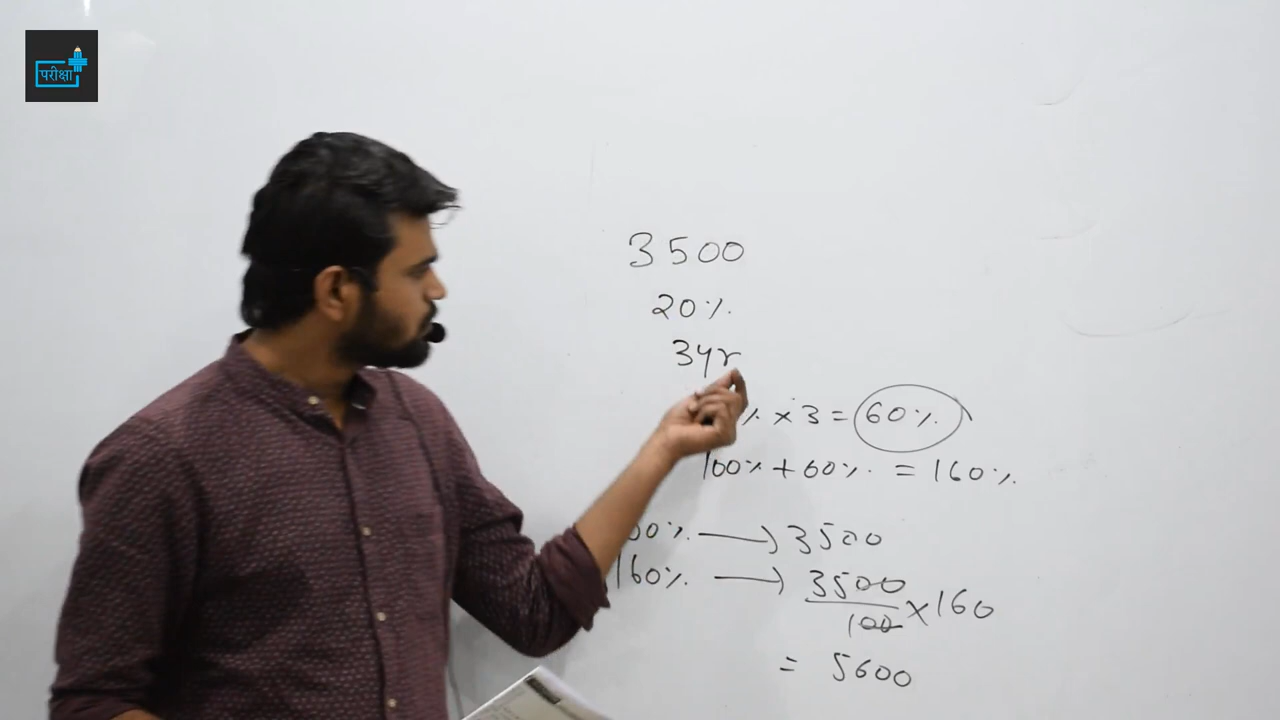 परीक्षा
3500
20%
3yr
% × 3 = 60%
100% + 60% = 160%
00% → 3500
160% → 3500/100 × 160
= 5600